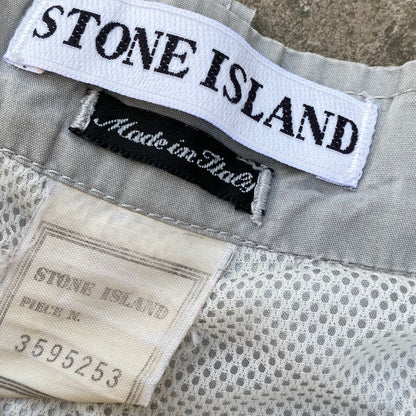 STONE ISLAND
Made in Italy
STONE ISLAND
PIECE N.
3595253